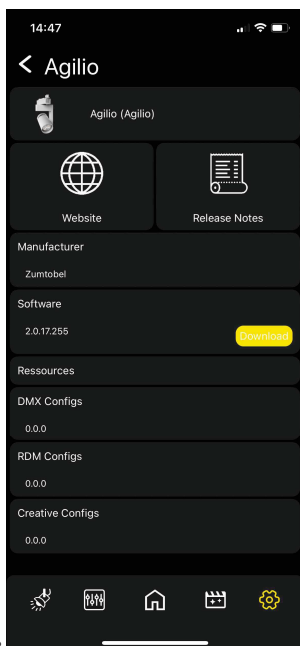 14:47
Agilio
Agilio (Agilio)
Website
Release Notes
Manufacturer
Zumtobel
Software
2.0.17.255
Download
Ressources
DMX Configs
0.0.0
RDM Configs
0.0.0
Creative Configs
0.0.0